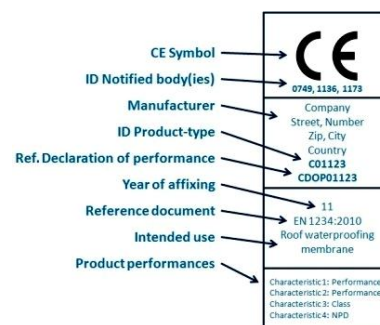 CE Symbol
ID Notified body(ies)
Manufacturer
ID Product-type
Ref. Declaration of performance
Year of affixing
Reference document
Intended use
Product performances
CE
0749, 1136, 1173
Company
Street, Number
Zip, City
Country
C01123
CDOP01123
11
EN 1234:2010
Roof waterproofing
membrane
Characteristic1: Performance
Characteristic2: Performance
Characteristic3: Class
Characteristic4: NPD